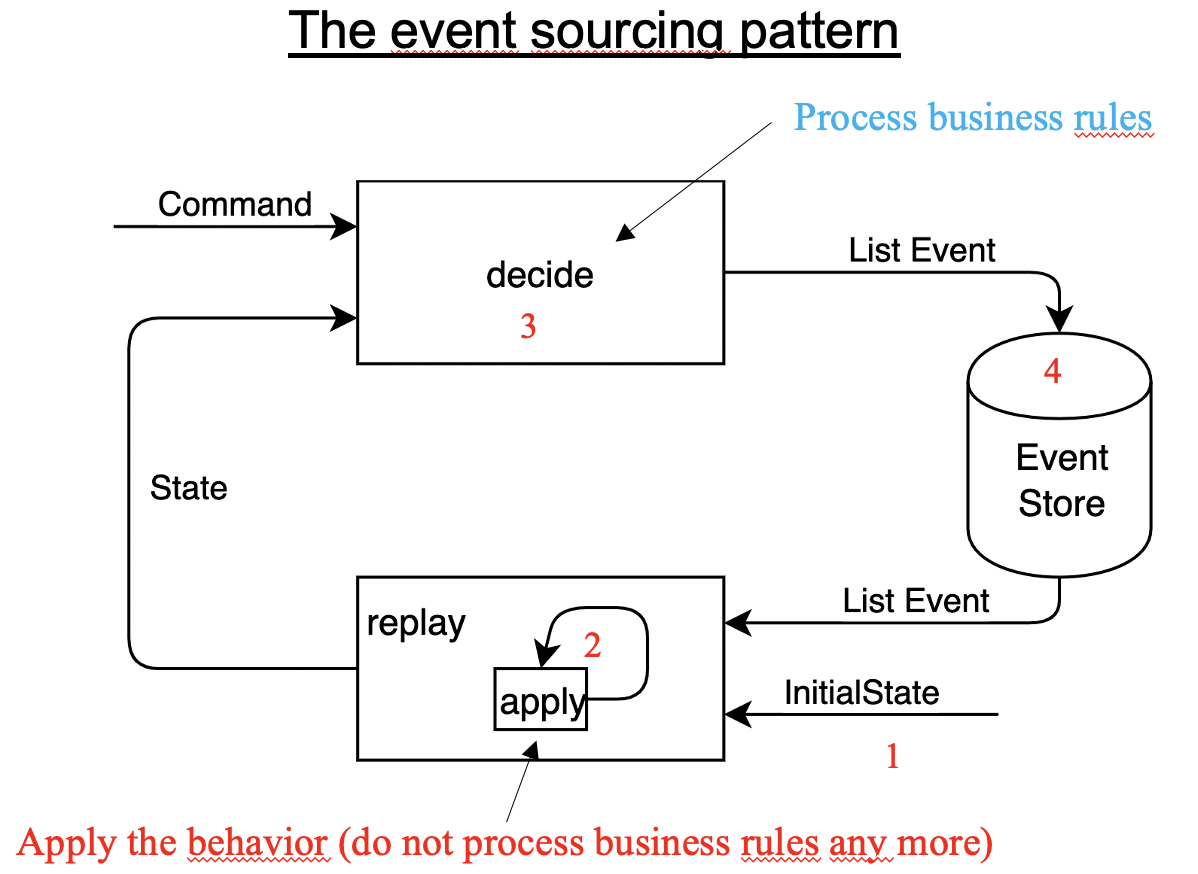 The event sourcing pattern
Process business rules
Command
List Event
decide
3
4
Event
Store
State
List Event
replay
2
apply
InitialState
1
Apply the behavior (do not process business rules any more)